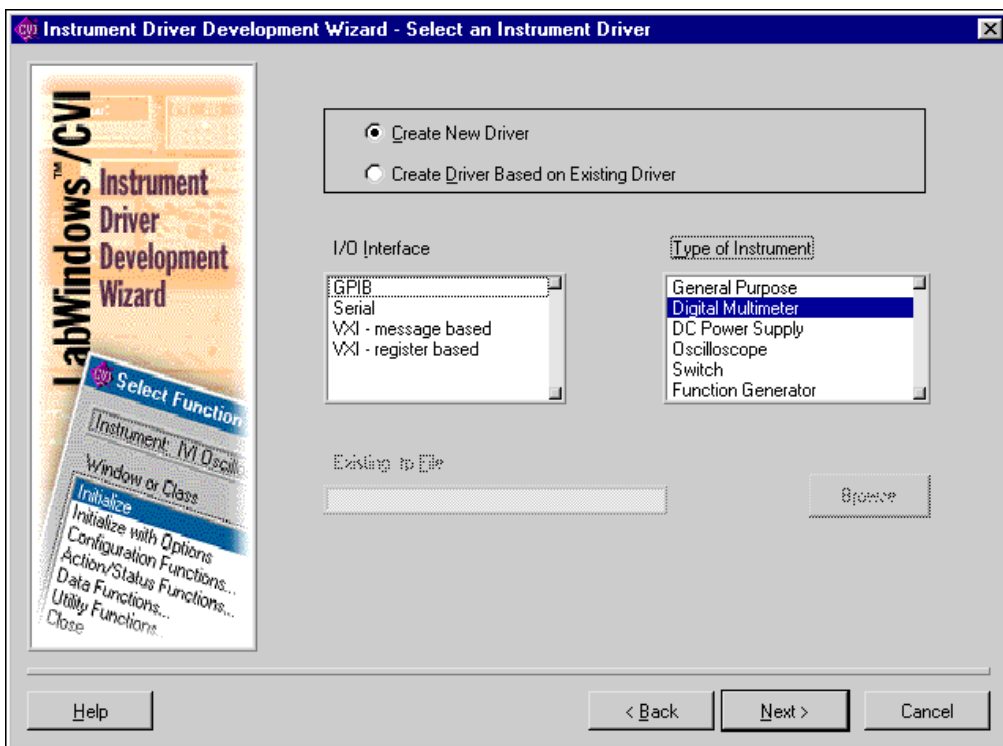 CVI Instrument Driver Development Wizard - Select an Instrument Driver
LabWindows™/CVI
Instrument
Driver
Development
Wizard
CVI Select Function
Instrument: IVI Oscill
Window or Class
Initialize
Initialize with Options
Configuration Functions...
Action/Status Functions...
Data Functions...
Utility Functions...
Close
Create New Driver
Create Driver Based on Existing Driver
I/O Interface
GPIB
Serial
VXI - message based
VXI - register based
Type of Instrument
General Purpose
Digital Multimeter
DC Power Supply
Oscilloscope
Switch
Function Generator
Existing .fp File
Browse
Help
< Back
Next >
Cancel